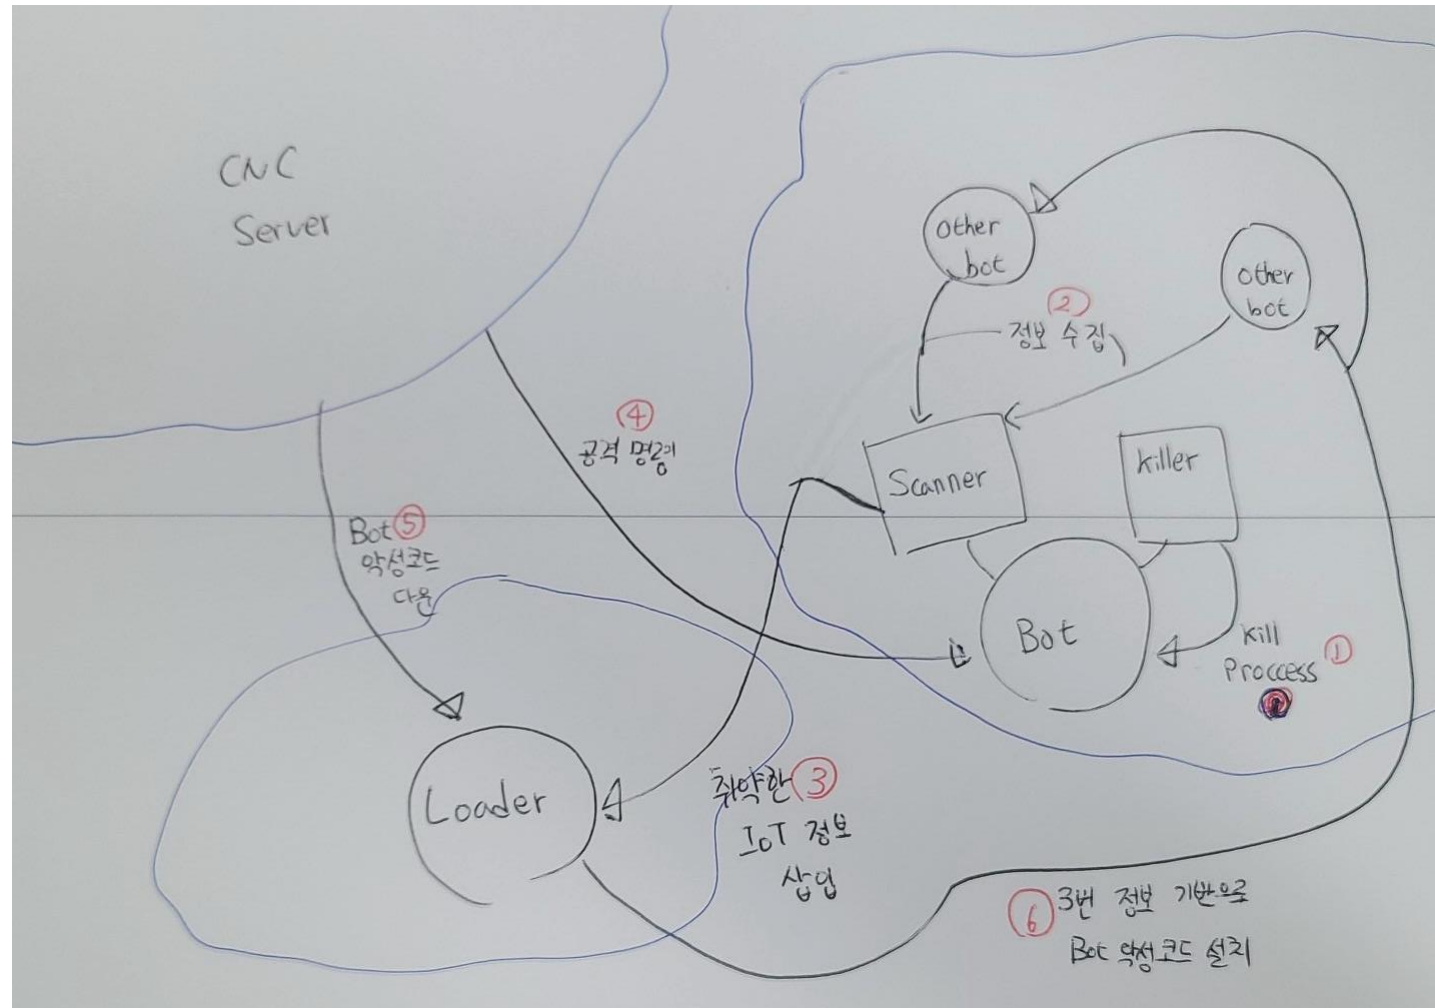 CNC
Server
other
bot
other
bot
②
정보 수집
④
공격 명령
Scanner
killer
Bot ⑤
악성코드
다운
Bot
Kill ①
Proccess
Loader
취약한 ③
IoT 정보
삽입
⑥ 3번 정보 기반으로
Bot 악성코드 설치